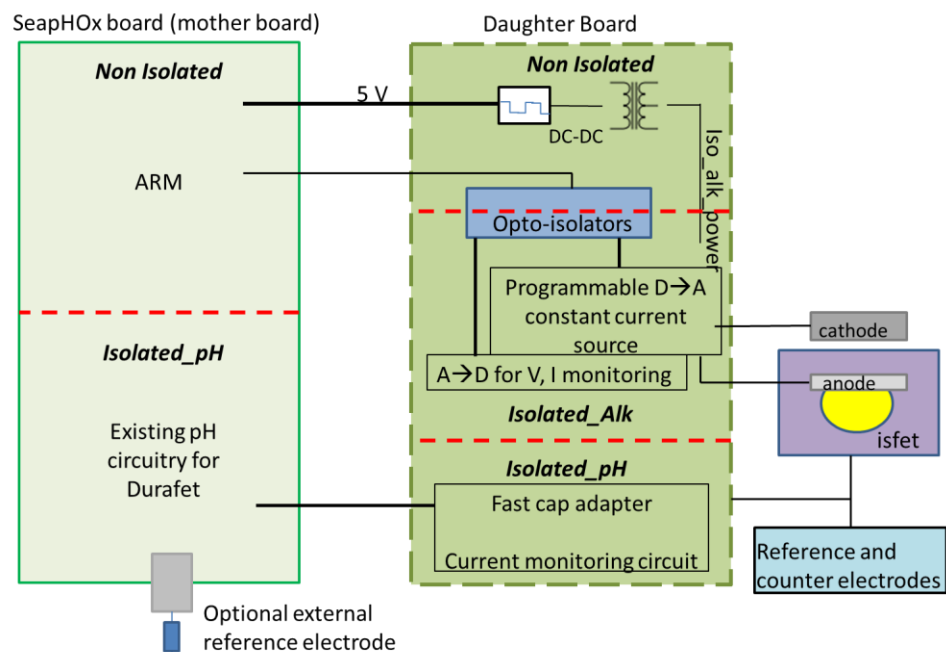 SeapHOx board (mother board)
Daughter Board
Non Isolated
Non Isolated
5 V
DC-DC
Iso_alk_power
ARM
Opto-isolators
Programmable D→A
constant current
source
cathode
Isolated_pH
A→D for V, I monitoring
anode
Isolated_Alk
isfet
Existing pH
circuitry for
Durafet
Isolated_pH
Fast cap adapter
Current monitoring circuit
Reference and
counter electrodes
Optional external
reference electrode